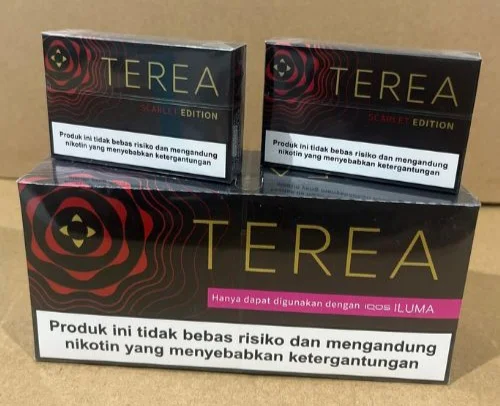 TEREA
SCARLET EDITION
Produk ini tidak bebas risiko dan mengandung
nikotin yang menyebabkan ketergantungan
TEREA
SCARLET EDITION
Produk ini tidak bebas risiko dan mengandung
nikotin yang menyebabkan ketergantungan
TEREA
Hanya dapat digunakan dengan IQOS ILUMA
Produk ini tidak bebas risiko dan mengandung
nikotin yang menyebabkan ketergantungan